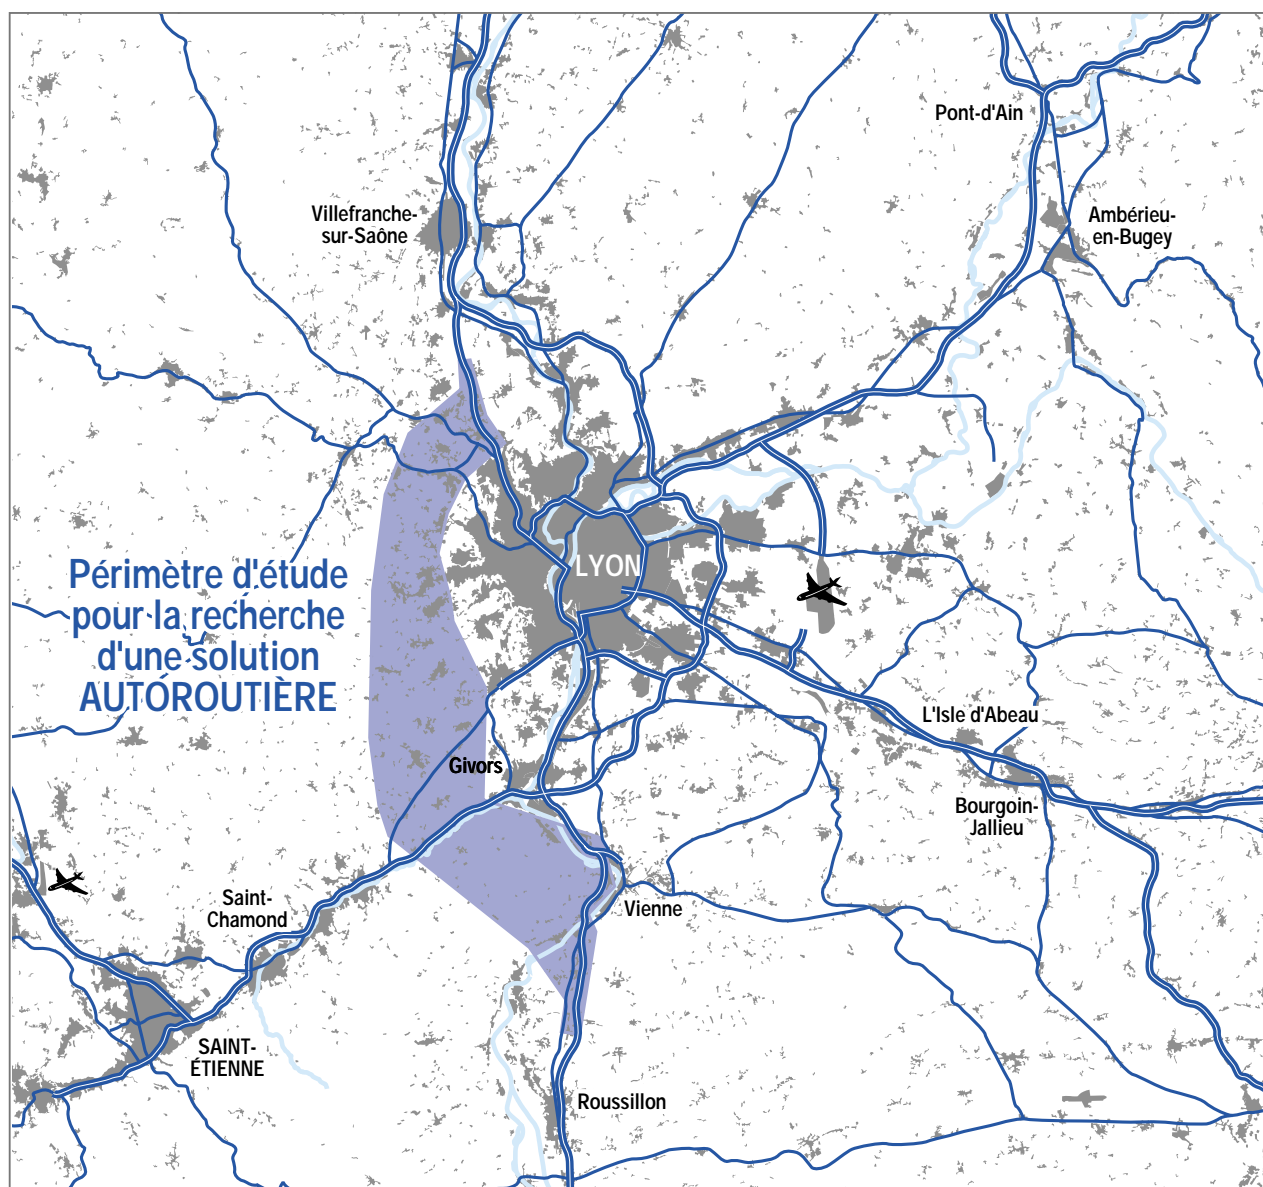 Pont-d'Ain
Villefranche-
sur-Saône
Ambérieu-
en-Bugey
LYON
Périmètre d'étude
pour la recherche
d'une solution
AUTOROUTIÈRE
L'Isle d'Abeau
Givors
Bourgoin-
Jallieu
Saint-
Chamond
Vienne
SAINT-
ÉTIENNE
Roussillon